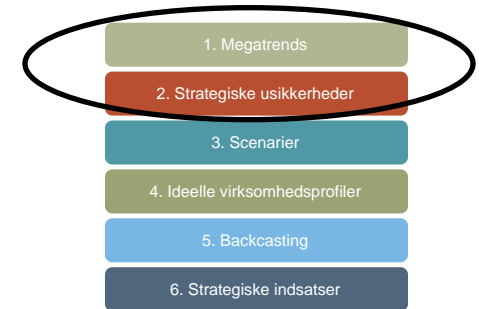 1. Megatrends
2. Strategiske usikkerheder
3. Scenarier
4. Ideelle virksomhedsprofiler
5. Backcasting
6. Strategiske indsatser